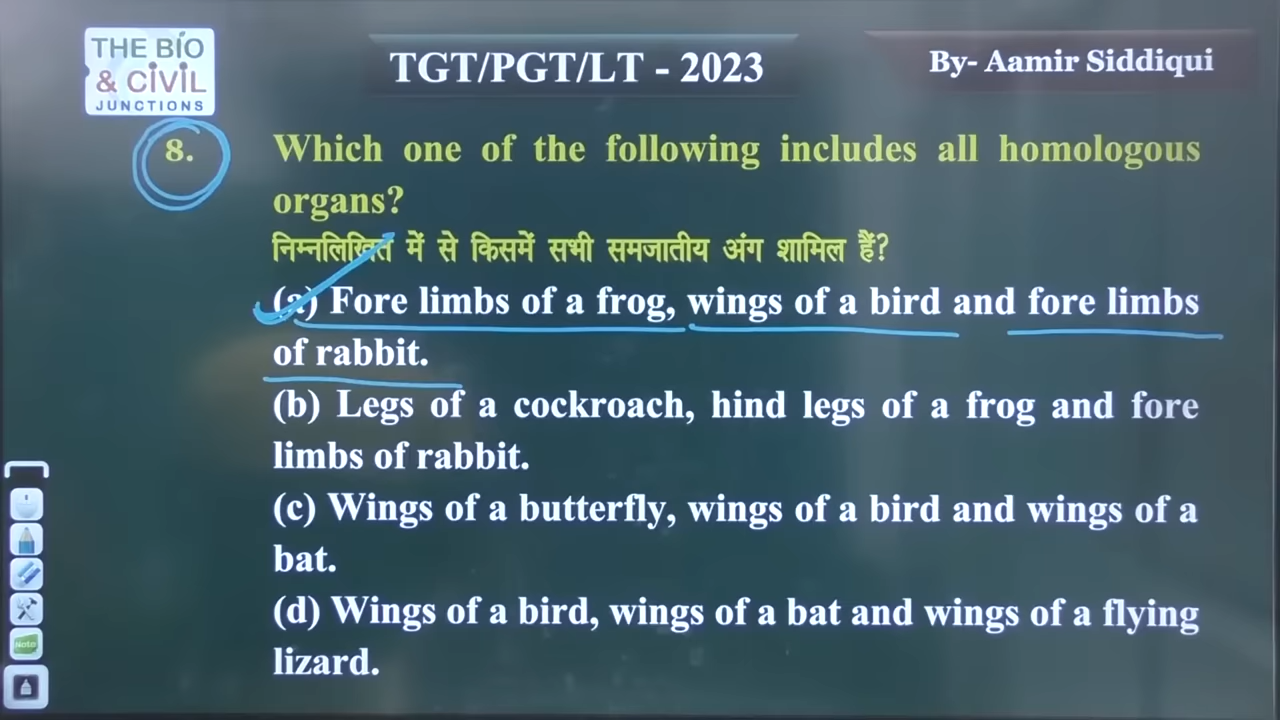 THE BIO
& CIVIL
JUNCTIONS
TGT/PGT/LT - 2023
By- Aamir Siddiqui
8.
Which one of the following includes all homologous
organs?
निम्नलिखित में से किसमें सभी समजातीय अंग शामिल हैं?
(a) Fore limbs of a frog, wings of a bird and fore limbs
of rabbit.
(b) Legs of a cockroach, hind legs of a frog and fore
limbs of rabbit.
(c) Wings of a butterfly, wings of a bird and wings of a
bat.
(d) Wings of a bird, wings of a bat and wings of a flying
lizard.
Note